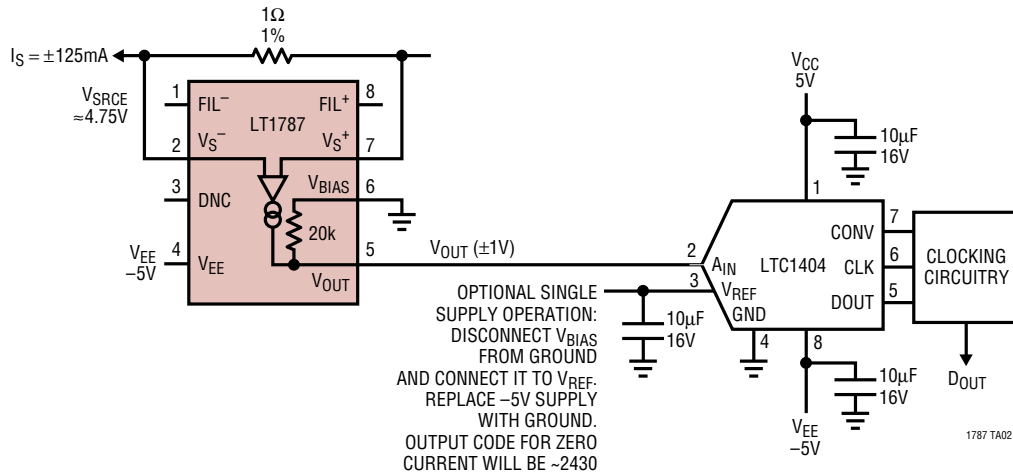 1Ω
1%
I_S = ±125mA
V_SRCE
≈4.75V
1
FIL⁻
FIL⁺
8
LT1787
2
V_S⁻
V_S⁺
7
3
DNC
V_BIAS
6
20k
V_EE
–5V
4
V_EE
V_OUT
5
V_OUT (±1V)
V_CC
5V
10µF
16V
1
2
A_IN
LTC1404
CONV
7
CLK
6
DOUT
5
CLOCKING
CIRCUITRY
3
V_REF
GND
4
8
10µF
16V
10µF
16V
V_EE
–5V
D_OUT
OPTIONAL SINGLE
SUPPLY OPERATION:
DISCONNECT V_BIAS
FROM GROUND
AND CONNECT IT TO V_REF.
REPLACE –5V SUPPLY
WITH GROUND.
OUTPUT CODE FOR ZERO
CURRENT WILL BE ~2430
1787 TA02